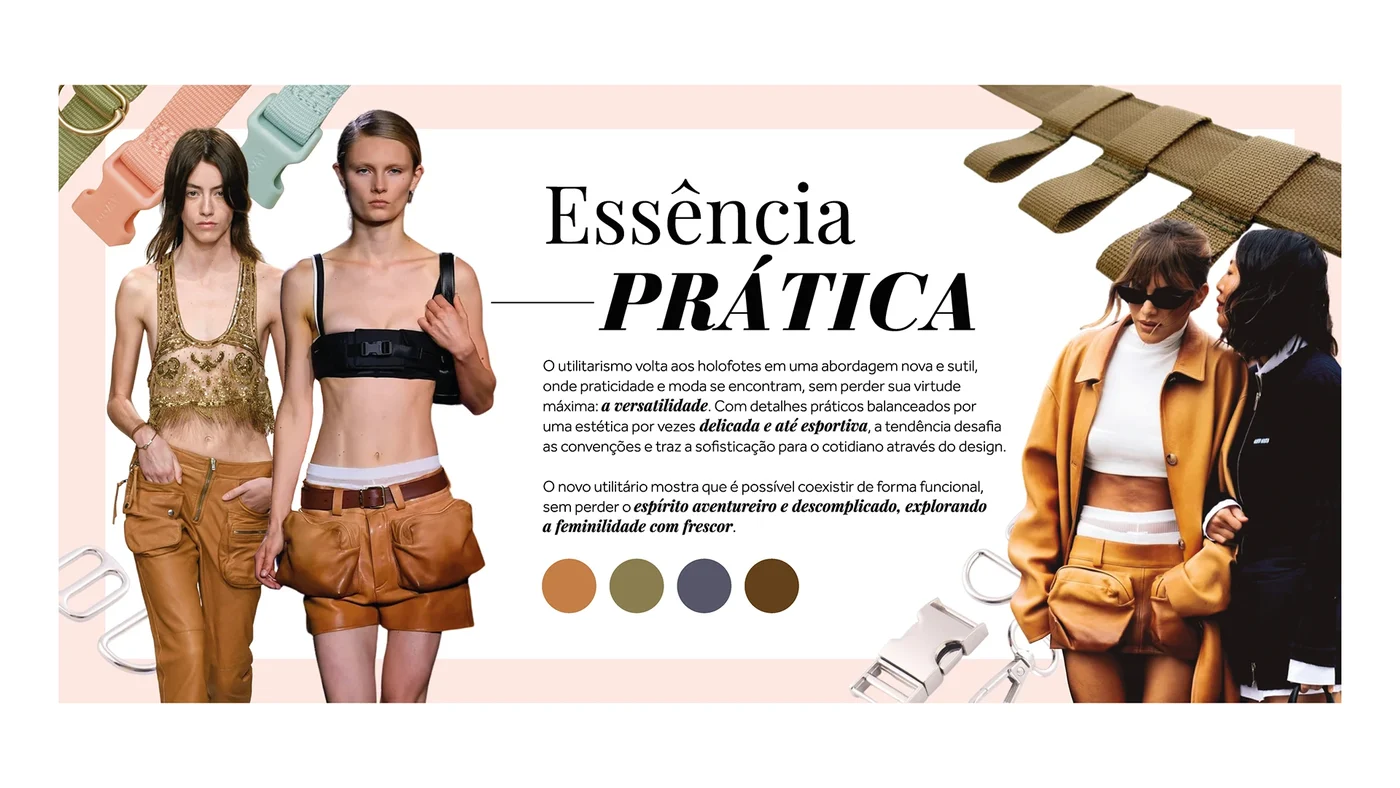 Essência
PRÁTICA
O utilitarismo volta aos holofotes em uma abordagem nova e sutil,
onde praticidade e moda se encontram, sem perder sua virtude
máxima: a versatilidade. Com detalhes práticos balanceados por
uma estética por vezes delicada e até esportiva, a tendência desafia
as convenções e traz a sofisticação para o cotidiano através do design.
O novo utilitário mostra que é possível coexistir de forma funcional,
sem perder o espírito aventureiro e descomplicado, explorando
a feminilidade com frescor.